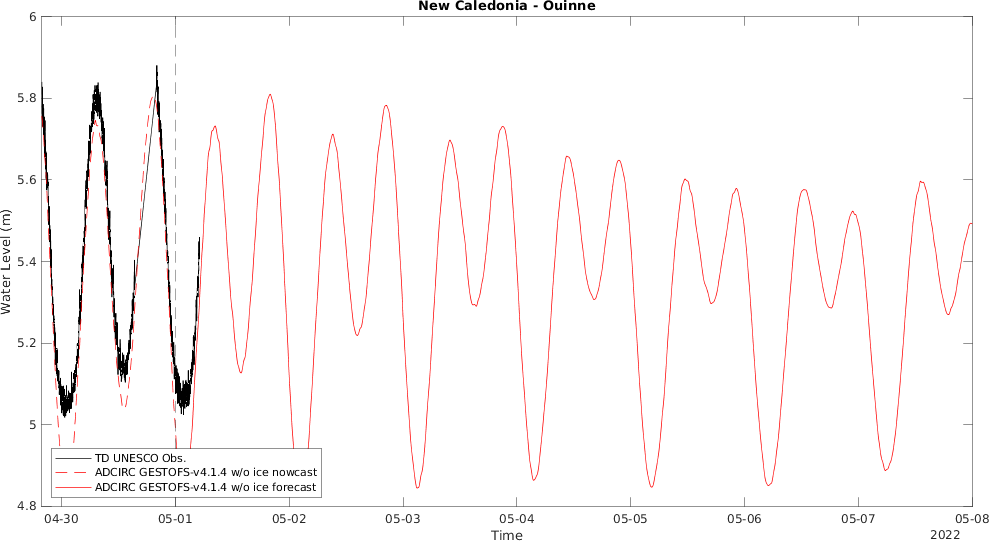 New Caledonia - Ouinne
6
5.8
5.6
5.4
5.2
5
4.8
Water Level (m)
TD UNESCO Obs.
ADCIRC GESTOFS-v4.1.4 w/o ice nowcast
ADCIRC GESTOFS-v4.1.4 w/o ice forecast
04-30 05-01 05-02 05-03 05-04 05-05 05-06 05-07 05-08
Time
2022